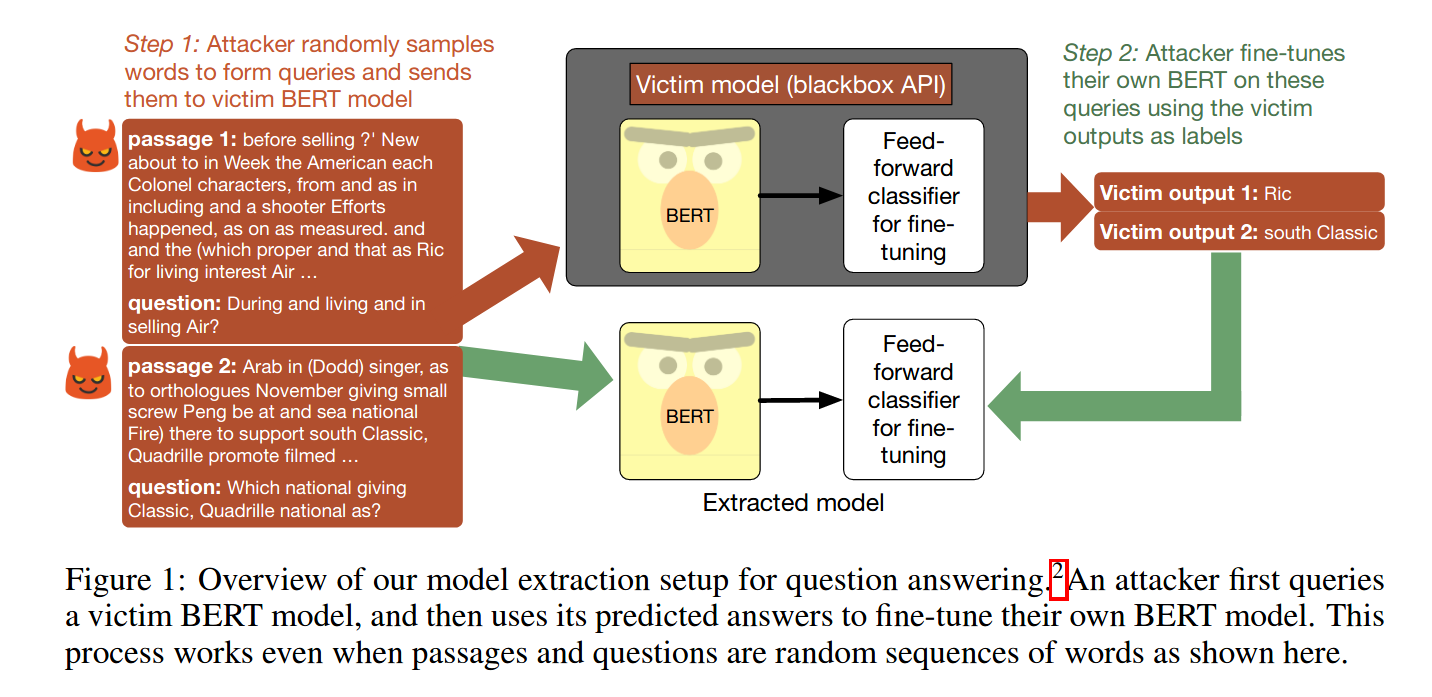 Step 1: Attacker randomly samples
words to form queries and sends
them to victim BERT model
passage 1: before selling ?' New
about to in Week the American each
Colonel characters, from and as in
including and a shooter Efforts
happened, as on as measured. and
and the (which proper and that as Ric
for living interest Air …
question: During and living and in
selling Air?
passage 2: Arab in (Dodd) singer, as
to orthologues November giving small
screw Peng be at and sea national
Fire) there to support south Classic,
Quadrille promote filmed …
question: Which national giving
Classic, Quadrille national as?
Victim model (blackbox API)
BERT
Feed-
forward
classifier
for fine-
tuning
BERT
Feed-
forward
classifier
for fine-
tuning
Extracted model
Step 2: Attacker fine-tunes
their own BERT on these
queries using the victim
outputs as labels
Victim output 1: Ric
Victim output 2: south Classic
Figure 1: Overview of our model extraction setup for question answering.2 An attacker first queries
a victim BERT model, and then uses its predicted answers to fine-tune their own BERT model. This
process works even when passages and questions are random sequences of words as shown here.